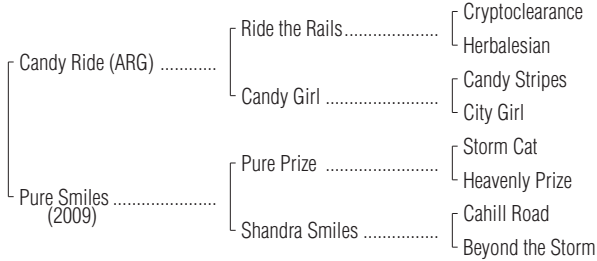 Cryptoclearance
Ride the Rails.....................
Herbalesian
Candy Ride (ARG) ............
Candy Stripes
Candy Girl .........................
City Girl
Storm Cat
Pure Prize .........................
Heavenly Prize
Pure Smiles .......................
(2009)
Cahill Road
Shandra Smiles .................
Beyond the Storm